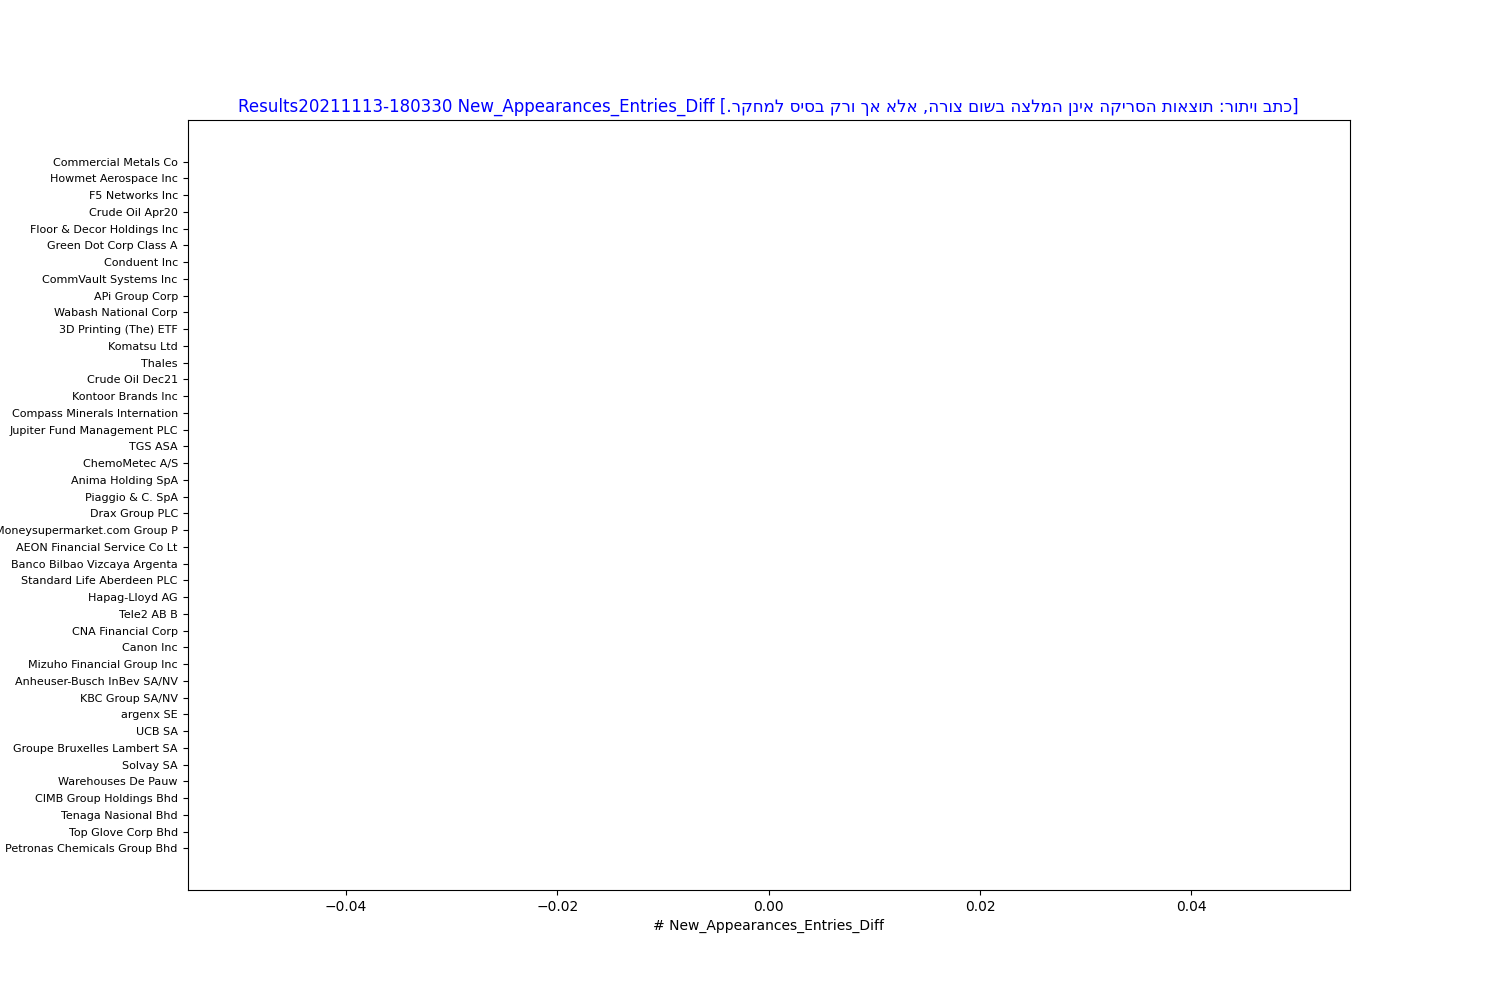 Results20211113-180330 New_Appearances_Entries_Diff [כתב ויתור: תוצאות הסריקה אינן המלצה בשום צורה, אלא אך ורק בסיס למחקר.]
Commercial Metals Co
Howmet Aerospace Inc
F5 Networks Inc
Crude Oil Apr20
Floor & Decor Holdings Inc
Green Dot Corp Class A
Conduent Inc
CommVault Systems Inc
APi Group Corp
Wabash National Corp
3D Printing (The) ETF
Komatsu Ltd
Thales
Crude Oil Dec21
Kontoor Brands Inc
Compass Minerals Internation
Jupiter Fund Management PLC
TGS ASA
ChemoMetec A/S
Anima Holding SpA
Piaggio & C. SpA
Drax Group PLC
Moneysupermarket.com Group P
AEON Financial Service Co Lt
Banco Bilbao Vizcaya Argenta
Standard Life Aberdeen PLC
Hapag-Lloyd AG
Tele2 AB B
CNA Financial Corp
Canon Inc
Mizuho Financial Group Inc
Anheuser-Busch InBev SA/NV
KBC Group SA/NV
argenx SE
UCB SA
Groupe Bruxelles Lambert SA
Solvay SA
Warehouses De Pauw
CIMB Group Holdings Bhd
Tenaga Nasional Bhd
Top Glove Corp Bhd
Petronas Chemicals Group Bhd
−0.04 −0.02 0.00 0.02 0.04
# New_Appearances_Entries_Diff